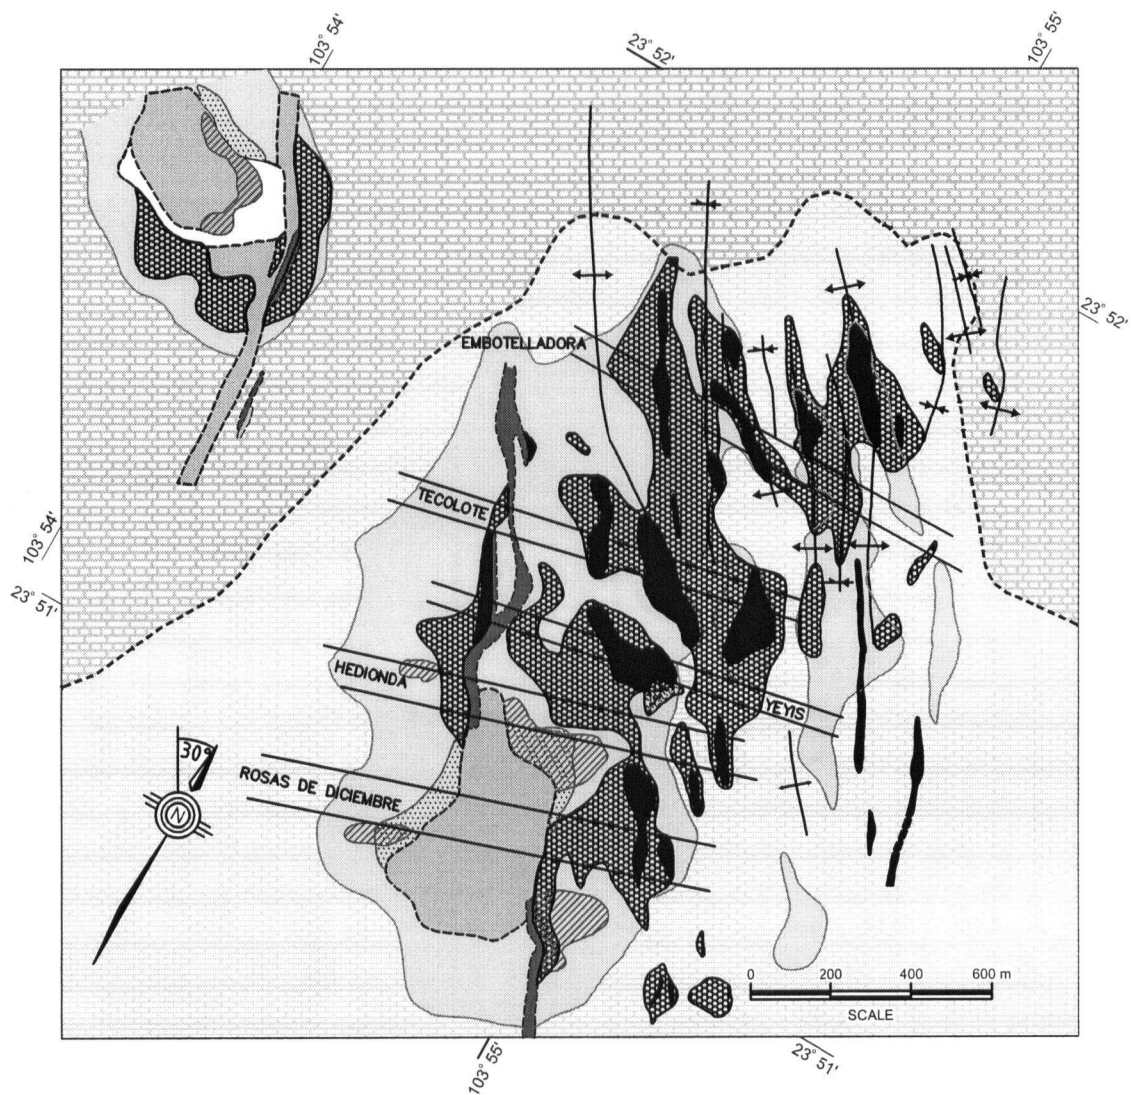 103° 54'
23° 52'
103° 55'
23° 52'
EMBOTELLADORA
TECOLOTE
103° 54'
23° 51'
HEDIONDA
YEYIS
30°
N
ROSAS DE DICIEMBRE
0 200 400 600 m
SCALE
103° 55'
23° 51'